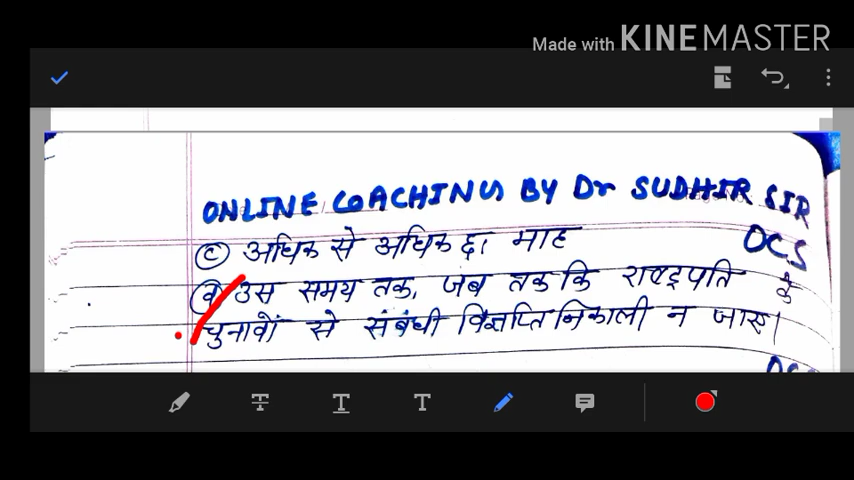 Made with KINEMASTER
ONLINE COACHING BY Dr SUDHIR SIR
OCS
(c) अधिक से अधिक छः माह
उस समय तक, जब तक कि राष्ट्रपति के
चुनावों से संबंधी विज्ञप्ति निकाली न जाए।